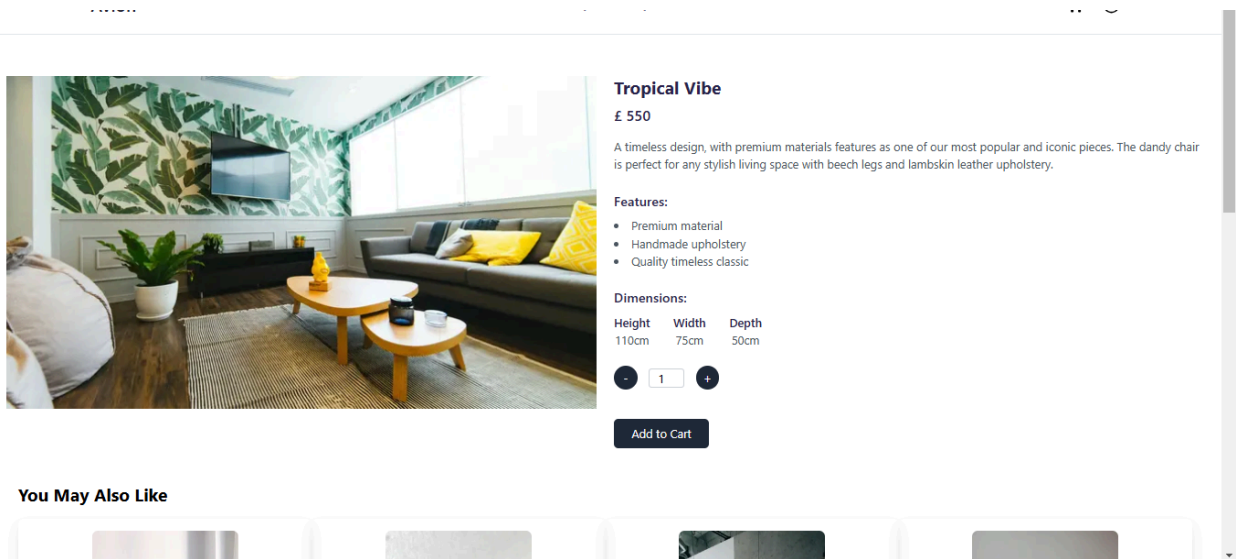 Tropical Vibe
£ 550
A timeless design, with premium materials features as one of our most popular and iconic pieces. The dandy chair
is perfect for any stylish living space with beech legs and lambskin leather upholstery.
Features:
• Premium material
• Handmade upholstery
• Quality timeless classic
Dimensions:
Height Width Depth
110cm 75cm 50cm
- 1 +
Add to Cart
You May Also Like